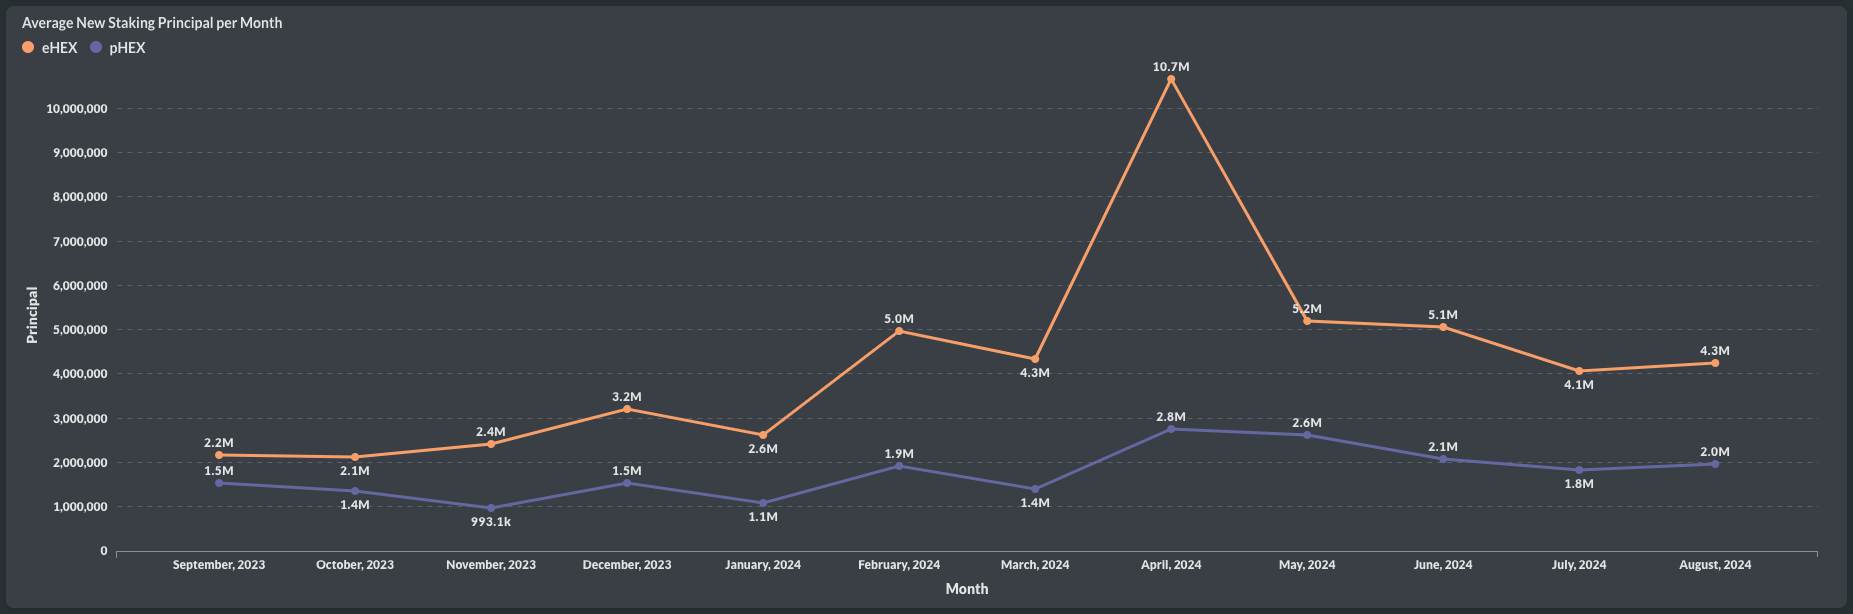 Average New Staking Principal per Month
eHEX pHEX
10.7M
10,000,000
9,000,000
8,000,000
7,000,000
6,000,000
5,000,000
4,000,000
3,000,000
2,000,000
1,000,000
0
Principal
2.2M 2.1M 2.4M 3.2M 2.6M 5.0M 4.3M 5.2M 5.1M 4.1M 4.3M
1.5M 1.4M 993.1k 1.5M 1.1M 1.9M 1.4M 2.8M 2.6M 2.1M 1.8M 2.0M
September, 2023 October, 2023 November, 2023 December, 2023 January, 2024 February, 2024 March, 2024 April, 2024 May, 2024 June, 2024 July, 2024 August, 2024
Month